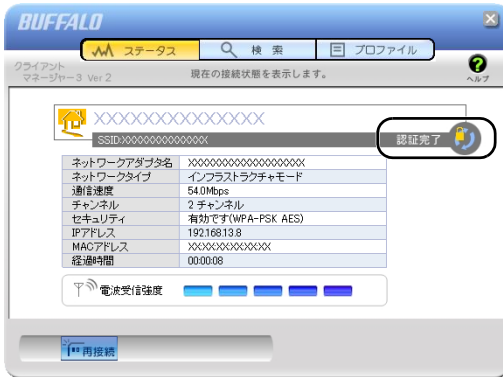 BUFFALO
ステータス 検索 プロファイル
クライアント
マネージャー3 Ver 2
現在の接続状態を表示します。
ヘルプ
XXXXXXXXXXXXXXX
SSID:XXXXXXXXXXXXXX
認証完了
ネットワークアダプタ名 XXXXXXXXXXXXXXXXXXX
ネットワークタイプ インフラストラクチャモード
通信速度 54.0Mbps
チャンネル 2 チャンネル
セキュリティ 有効です(WPA-PSK AES)
IPアドレス 192.168.13.8
MACアドレス XXXXXXXXXXXXX
経過時間 00:00:08
電波受信強度
再接続